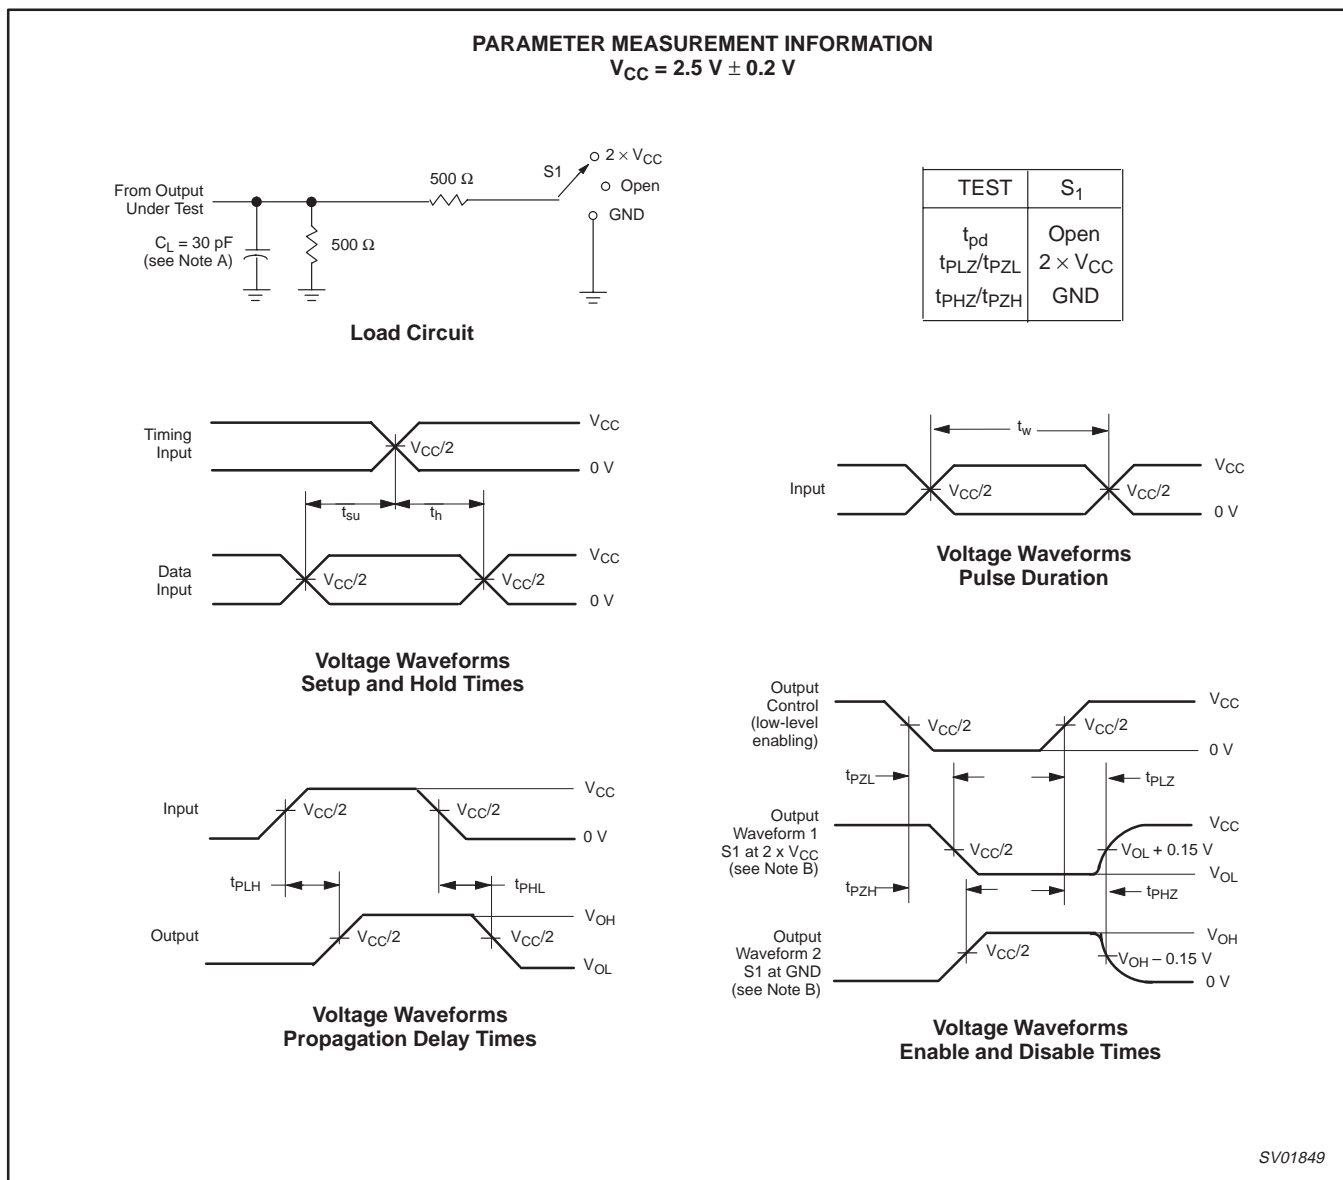 PARAMETER MEASUREMENT INFORMATION
VCC = 2.5 V ± 0.2 V
From Output
Under Test
CL = 30 pF
(see Note A)
500 Ω
500 Ω
S1
2 × VCC
Open
GND
Load Circuit
TEST S1
tpd Open
tPLZ/tPZL 2 × VCC
tPHZ/tPZH GND
Timing
Input
VCC
VCC/2
0 V
tsu
th
Data
Input
VCC
VCC/2
VCC/2
0 V
Voltage Waveforms
Setup and Hold Times
tw
Input
VCC
VCC/2
VCC/2
0 V
Voltage Waveforms
Pulse Duration
Input
VCC
VCC/2
VCC/2
0 V
tPLH
tPHL
Output
VOH
VCC/2
VCC/2
VOL
Voltage Waveforms
Propagation Delay Times
Output
Control
(low-level
enabling)
VCC
VCC/2
VCC/2
0 V
tPZL
tPLZ
Output
Waveform 1
S1 at 2 x VCC
(see Note B)
VCC
VCC/2
VOL + 0.15 V
VOL
tPZH
tPHZ
Output
Waveform 2
S1 at GND
(see Note B)
VOH
VCC/2
VOH – 0.15 V
0 V
Voltage Waveforms
Enable and Disable Times
SV01849